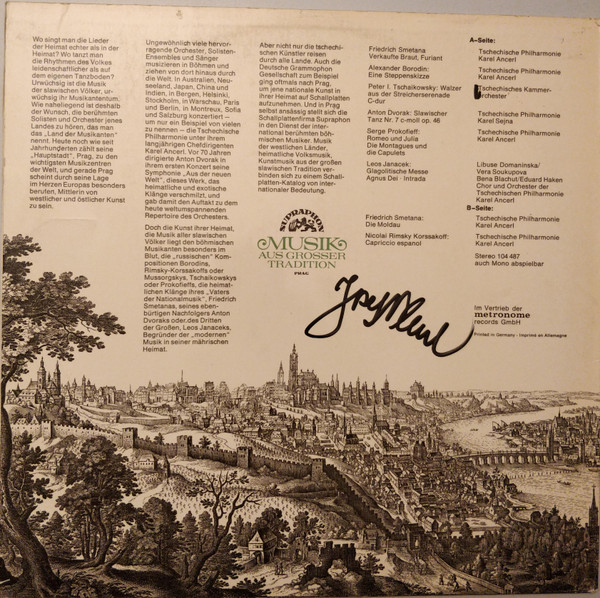 Wo singt man die Lieder
der Heimat echter als in der
Heimat? Wo tanzt man
die Rhythmen des Volkes
leidenschaftlicher als auf
dem eigenen Tanzboden?
Urwüchsig ist die Musik
der slawischen Völker, ur-
wüchsig ihr Musikantentum.
Wie naheliegend ist deshalb
der Wunsch, die berühmten
Solisten und Orchester jenes
Landes zu hören, das man
das „Land der Musikanten"
nennt. Heute noch wie seit
Jahrhunderten zählt seine
„Hauptstadt", Prag, zu den
wichtigsten Musikzentren
der Welt, und gerade Prag
scheint durch seine Lage
im Herzen Europas besonders
berufen, Mittlerin von
westlicher und östlicher Kunst
zu sein.
Ungewöhnlich viele hervor-
ragende Orchester, Solisten-
Ensembles und Sänger
musizieren in Böhmen und
ziehen von dort hinaus durch
die Welt. In Australien, Neu-
seeland, Japan, China und
Indien, in Bergen, Helsinki,
Stockholm, in Warschau, Paris
und Berlin, in Montreux, Sofia
und Salzburg konzertiert –
um nur ein Beispiel von vielen
zu nennen – die Tschechische
Philharmonie unter ihrem
langjährigen Chefdirigenten
Karel Ancerl. Vor 70 Jahren
dirigierte Anton Dvorak in
ihrem ersten Konzert seine
Symphonie „Aus der neuen
Welt", dieses Werk, das
heimatliche und exotische
Klänge verschmilzt, und
gab damit den Auftakt zu dem
heute weltumspannenden
Repertoire des Orchesters.
Doch die Kunst ihrer Heimat,
die Musik aller slawischen
Völker liegt den böhmischen
Musikanten besonders im
Blut, die „russischen" Kom-
positionen Borodins,
Rimsky-Korssakoffs oder
Mussorgskys, Tschaikowskys
oder Prokofieffs, die heimat-
lichen Klänge ihres „Vaters
der Nationalmusik", Friedrich
Smetanas, seines eben-
bürtigen Nachfolgers Anton
Dvoraks oder des Dritten
der Großen, Leos Janaceks,
Begründer der „modernen"
Musik in seiner mährischen
Heimat.
Aber nicht nur die tschechi-
schen Künstler reisen
durch alle Lande. Auch die
Deutsche Grammophon
Gesellschaft zum Beispiel
ging oftmals nach Prag,
um jene nationale Kunst in
ihrer Heimat auf Schallplatten
aufzunehmen. Und in Prag
selbst ansässig stellt sich die
Schallplattenfirma Supraphon
in den Dienst der inter-
national berühmten böh-
mischen Musiker. Musik
der westlichen Länder,
heimatliche Volksmusik,
Kunstmusik aus der großen
slawischen Tradition ver-
binden sich zu einem Schall-
platten-Katalog von inter-
nationaler Bedeutung.
SUPRAPHON
MUSIK
AUS GROSSER
TRADITION
PRAG
A-Seite:
Friedrich Smetana
Verkaufte Braut, Furiant
Tschechische Philharmonie
Karel Ancerl
Alexander Borodin:
Eine Steppenskizze
Tschechische Philharmonie
Karel Ancerl
Peter I. Tschaikowsky: Walzer
aus der Streicherserenade
C-dur
Tschechisches Kammer-
orchester
Anton Dvorak: Slawischer
Tanz Nr. 7 c-moll op. 46
Tschechische Philharmonie
Karel Sejna
Serge Prokofieff:
Romeo und Julia
Die Montagues und
die Capulets
Tschechische Philharmonie
Karel Ancerl
Leos Janacek:
Glagolitische Messe
Agnus Dei · Intrada
Libuse Domaninska/
Vera Soukupova
Bena Blachut/Eduard Haken
Chor und Orchester der
Tschechischen Philharmonie
Karel Ancerl
B-Seite:
Friedrich Smetana:
Die Moldau
Tschechische Philharmonie
Karel Ancerl
Nicolai Rimsky Korssakoff:
Capriccio espanol
Tschechische Philharmonie
Karel Ancerl
Stereo 104 487
auch Mono abspielbar
Im Vertrieb der
metronome
records GmbH
Printed in Germany · Imprimé en Allemagne